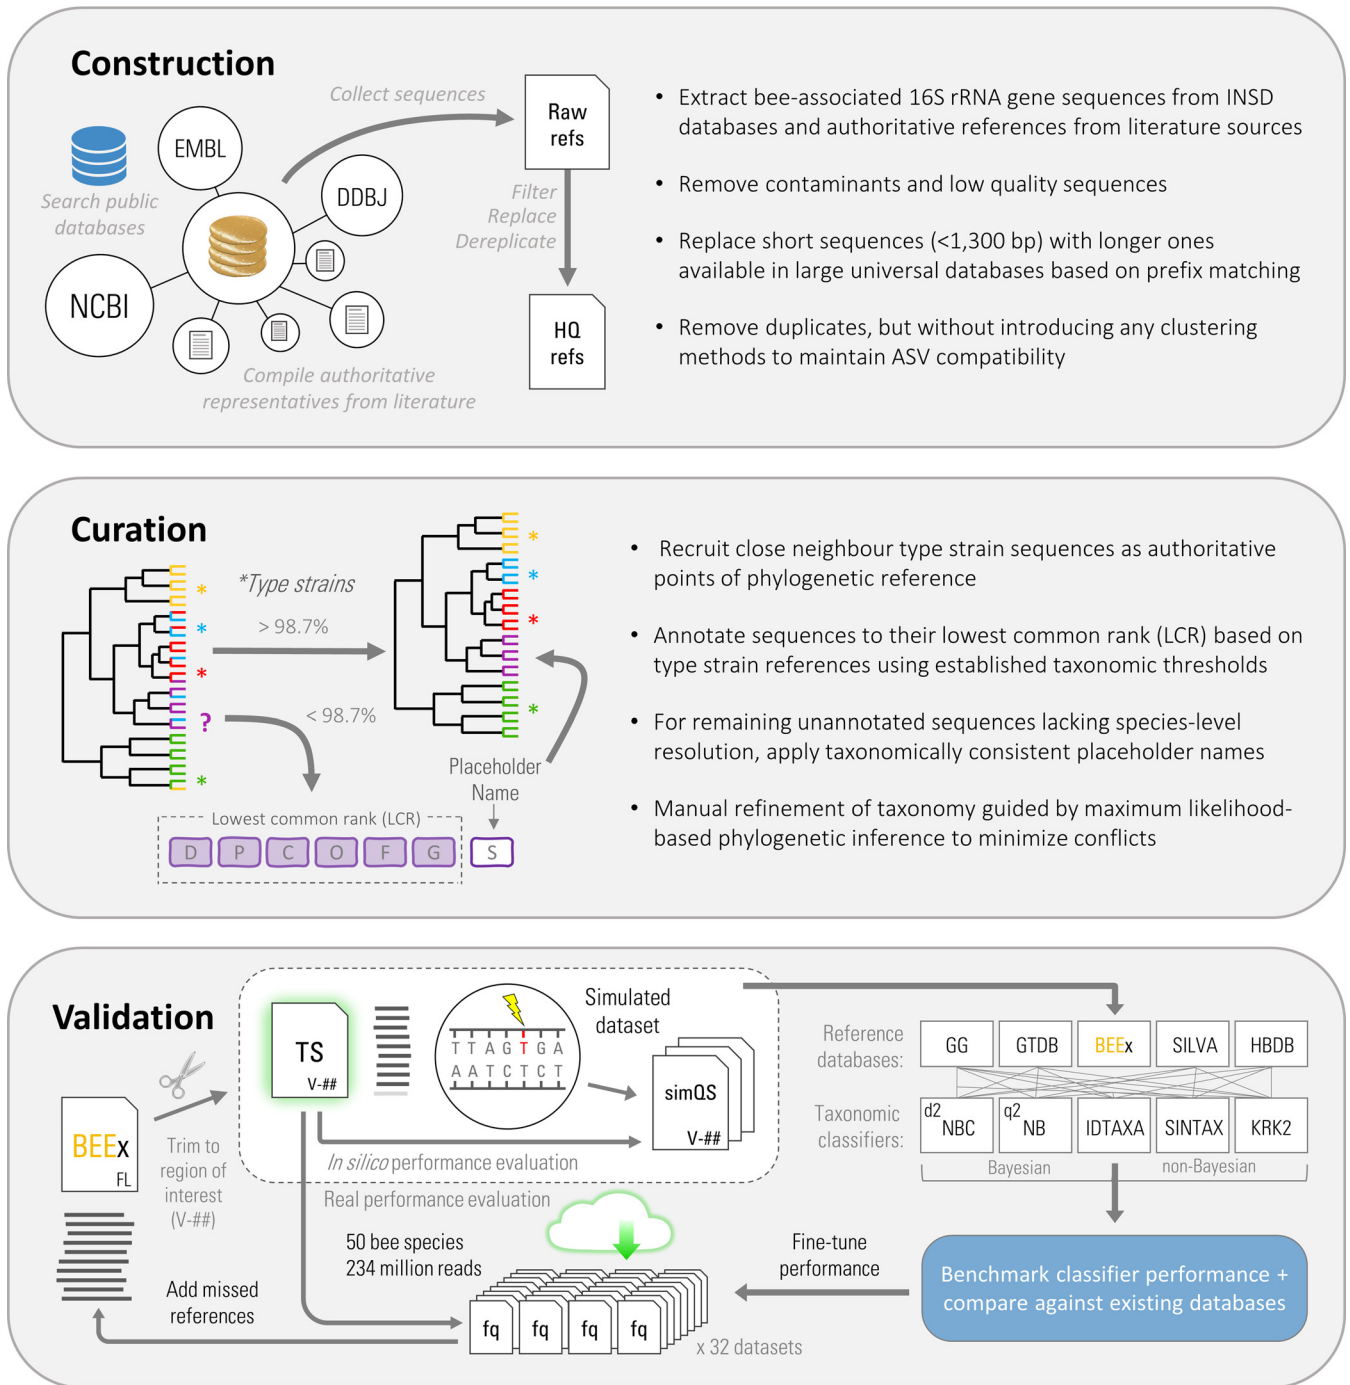 Construction
Collect sequences
EMBL
DDBJ
NCBI
Search public
databases
Compile authoritative
representatives from literature
Raw
refs
Filter
Replace
Dereplicate
HQ
refs
• Extract bee-associated 16S rRNA gene sequences from INSD
databases and authoritative references from literature sources
• Remove contaminants and low quality sequences
• Replace short sequences (<1,300 bp) with longer ones
available in large universal databases based on prefix matching
• Remove duplicates, but without introducing any clustering
methods to maintain ASV compatibility
Curation
*Type strains
> 98.7%
< 98.7%
*
*
*
?
*
*
*
*
*
Placeholder
Name
Lowest common rank (LCR)
D P C O F G S
• Recruit close neighbour type strain sequences as authoritative
points of phylogenetic reference
• Annotate sequences to their lowest common rank (LCR) based on
type strain references using established taxonomic thresholds
• For remaining unannotated sequences lacking species-level
resolution, apply taxonomically consistent placeholder names
• Manual refinement of taxonomy guided by maximum likelihood-
based phylogenetic inference to minimize conflicts
Validation
BEEx
FL
Trim to
region of
interest
(V-##)
TS
V-##
T T A G T G A
A A T C T C T
Simulated
dataset
simQS
V-##
In silico performance evaluation
Real performance evaluation
50 bee species
234 million reads
fq fq fq fq
x 32 datasets
Add missed
references
Reference
databases:
GG GTDB BEEx SILVA HBDB
Taxonomic
classifiers:
d2 NBC q2 NB IDTAXA SINTAX KRK2
Bayesian non-Bayesian
Fine-tune
performance
Benchmark classifier performance +
compare against existing databases